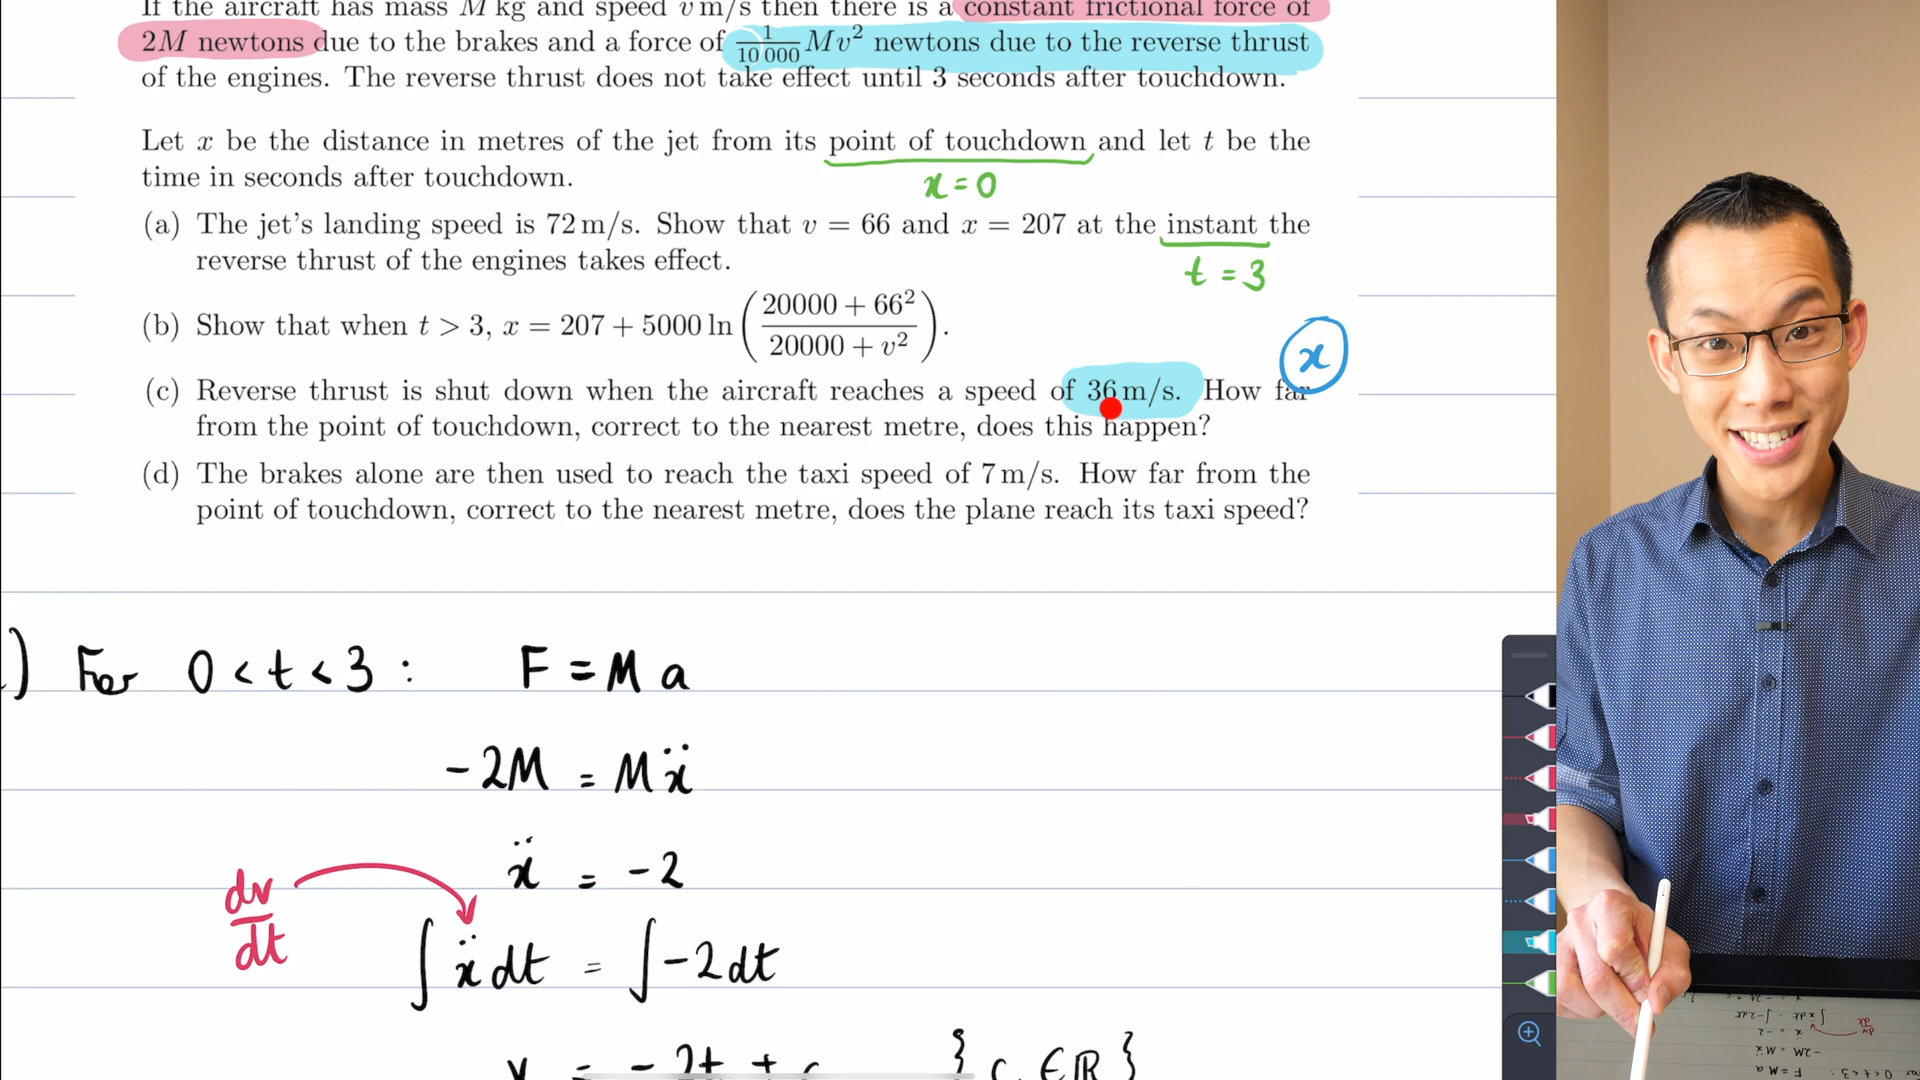 If the aircraft has mass M kg and speed v m/s then there is a constant frictional force of
2M newtons due to the brakes and a force of 1/10 000 Mv² newtons due to the reverse thrust
of the engines. The reverse thrust does not take effect until 3 seconds after touchdown.
Let x be the distance in metres of the jet from its point of touchdown and let t be the
time in seconds after touchdown.
x = 0
(a) The jet's landing speed is 72 m/s. Show that v = 66 and x = 207 at the instant the
reverse thrust of the engines takes effect.
t = 3
(b) Show that when t > 3, x = 207 + 5000 ln ( (20000 + 66²) / (20000 + v²) ).
x
(c) Reverse thrust is shut down when the aircraft reaches a speed of 36 m/s. How far
from the point of touchdown, correct to the nearest metre, does this happen?
(d) The brakes alone are then used to reach the taxi speed of 7 m/s. How far from the
point of touchdown, correct to the nearest metre, does the plane reach its taxi speed?
) For 0 < t < 3 : F = M a
-2M = Mẍ
ẍ = -2
dv/dt
∫ ẍ dt = ∫ -2 dt
v = -2t + c } C, ∈ ℝ }